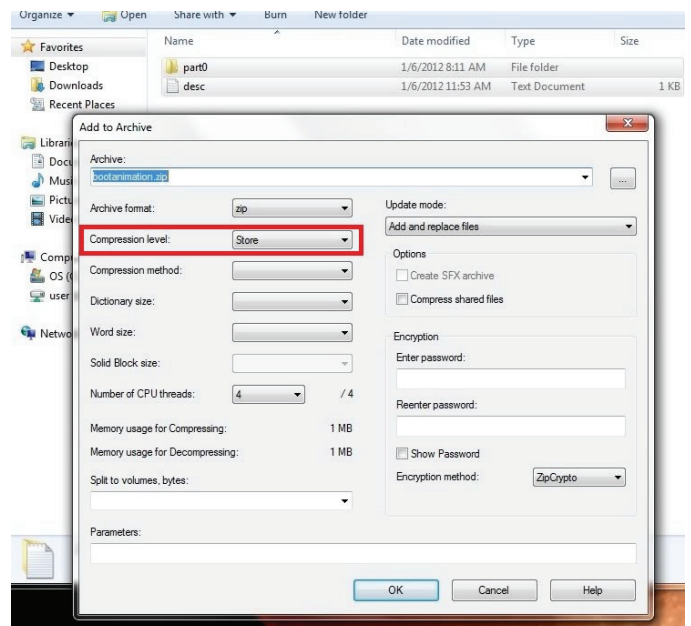 Organize Open Share with Burn New folder
Favorites
Desktop
Downloads
Recent Places
Name Date modified Type Size
part0 1/6/2012 8:11 AM File folder
desc 1/6/2012 11:53 AM Text Document 1 KB
Add to Archive
Archive:
bootanimation.zip
...
Archive format: zip
Compression level: Store
Compression method:
Dictionary size:
Word size:
Solid Block size:
Number of CPU threads: 4 / 4
Memory usage for Compressing: 1 MB
Memory usage for Decompressing: 1 MB
Split to volumes, bytes:
Parameters:
Update mode:
Add and replace files
Options
Create SFX archive
Compress shared files
Encryption
Enter password:
Reenter password:
Show Password
Encryption method: ZipCrypto
OK Cancel Help
OS (
user